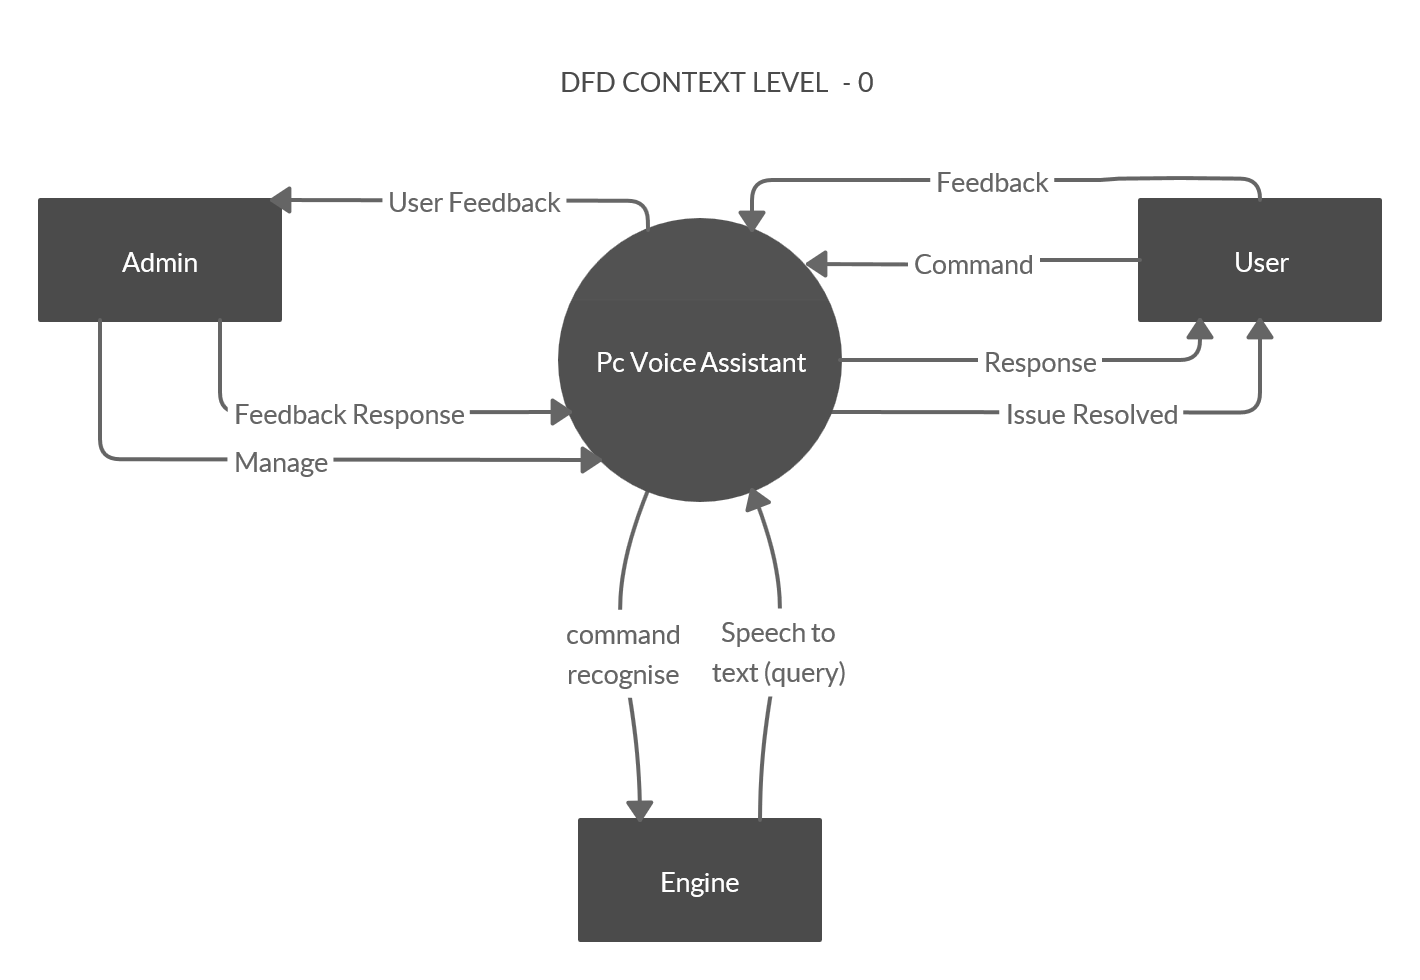 DFD CONTEXT LEVEL - 0
Feedback
User Feedback
Admin
Command
User
Pc Voice Assistant
Response
Feedback Response
Issue Resolved
Manage
command
recognise
Speech to
text (query)
Engine